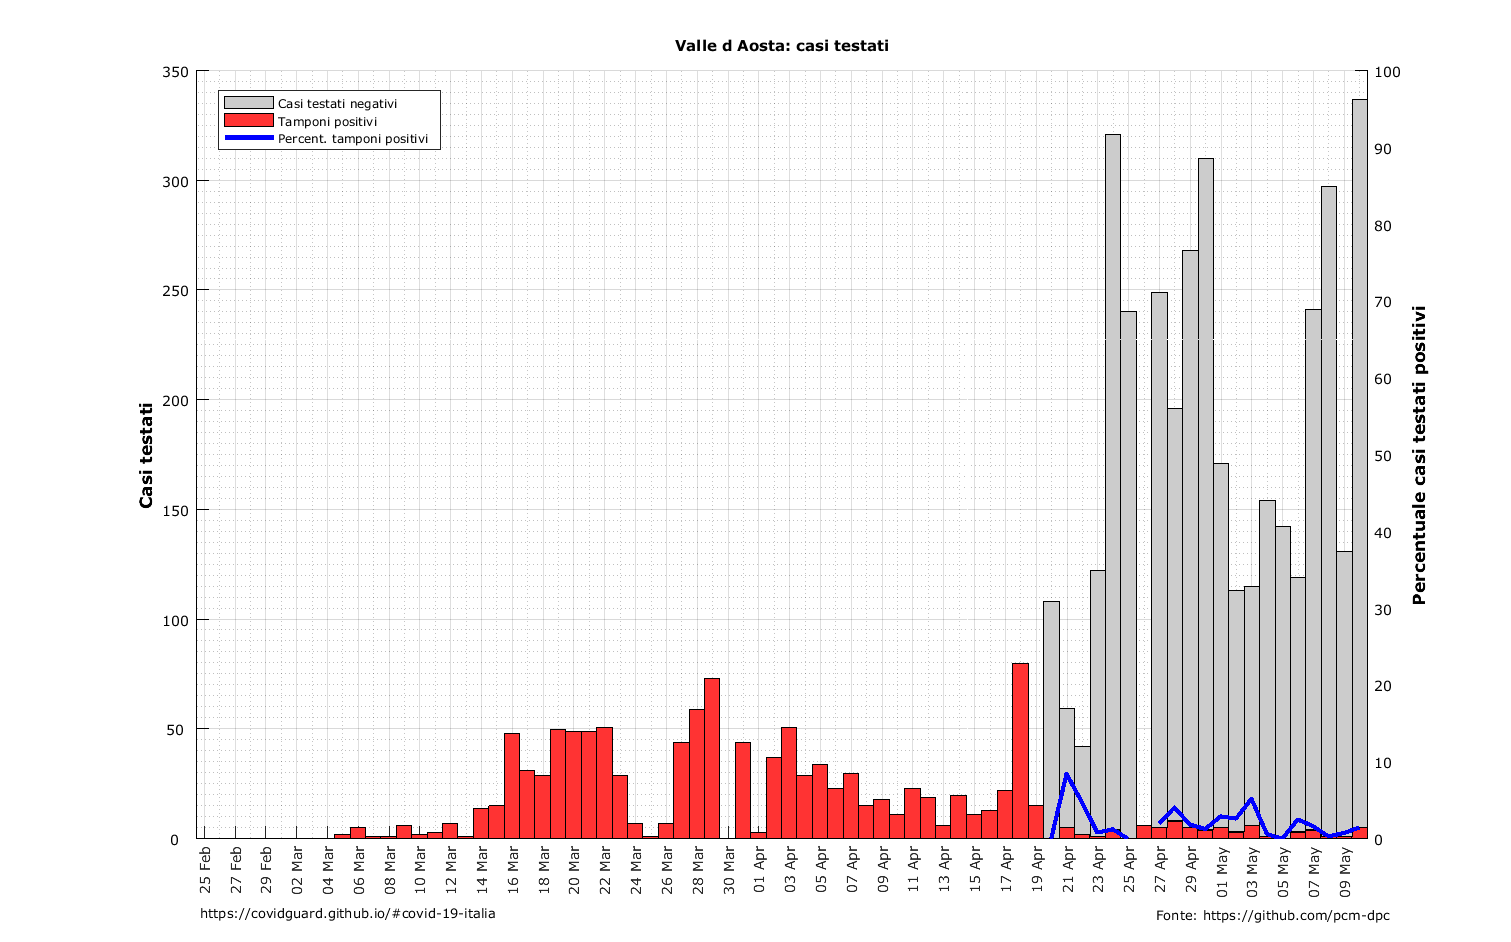 Valle d Aosta: casi testati
Casi testati negativi
Tamponi positivi
Percent. tamponi positivi
Casi testati
350
300
250
200
150
100
50
0
100
90
80
70
60
50
40
30
20
10
0
Percentuale casi testati positivi
25 Feb
27 Feb
29 Feb
02 Mar
04 Mar
06 Mar
08 Mar
10 Mar
12 Mar
14 Mar
16 Mar
18 Mar
20 Mar
22 Mar
24 Mar
26 Mar
28 Mar
30 Mar
01 Apr
03 Apr
05 Apr
07 Apr
09 Apr
11 Apr
13 Apr
15 Apr
17 Apr
19 Apr
21 Apr
23 Apr
25 Apr
27 Apr
29 Apr
01 May
03 May
05 May
07 May
09 May
https://covidguard.github.io/#covid-19-italia
Fonte: https://github.com/pcm-dpc